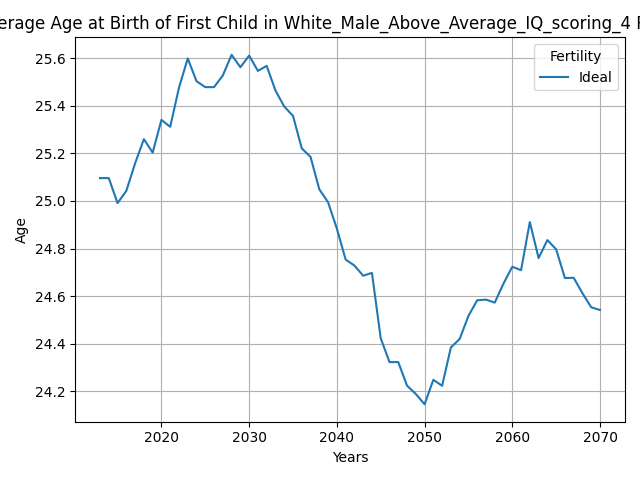 erage Age at Birth of First Child in White_Male_Above_Average_IQ_scoring_4
Fertility
Ideal
25.6
25.4
25.2
25.0
24.8
24.6
24.4
24.2
Age
2020 2030 2040 2050 2060 2070
Years